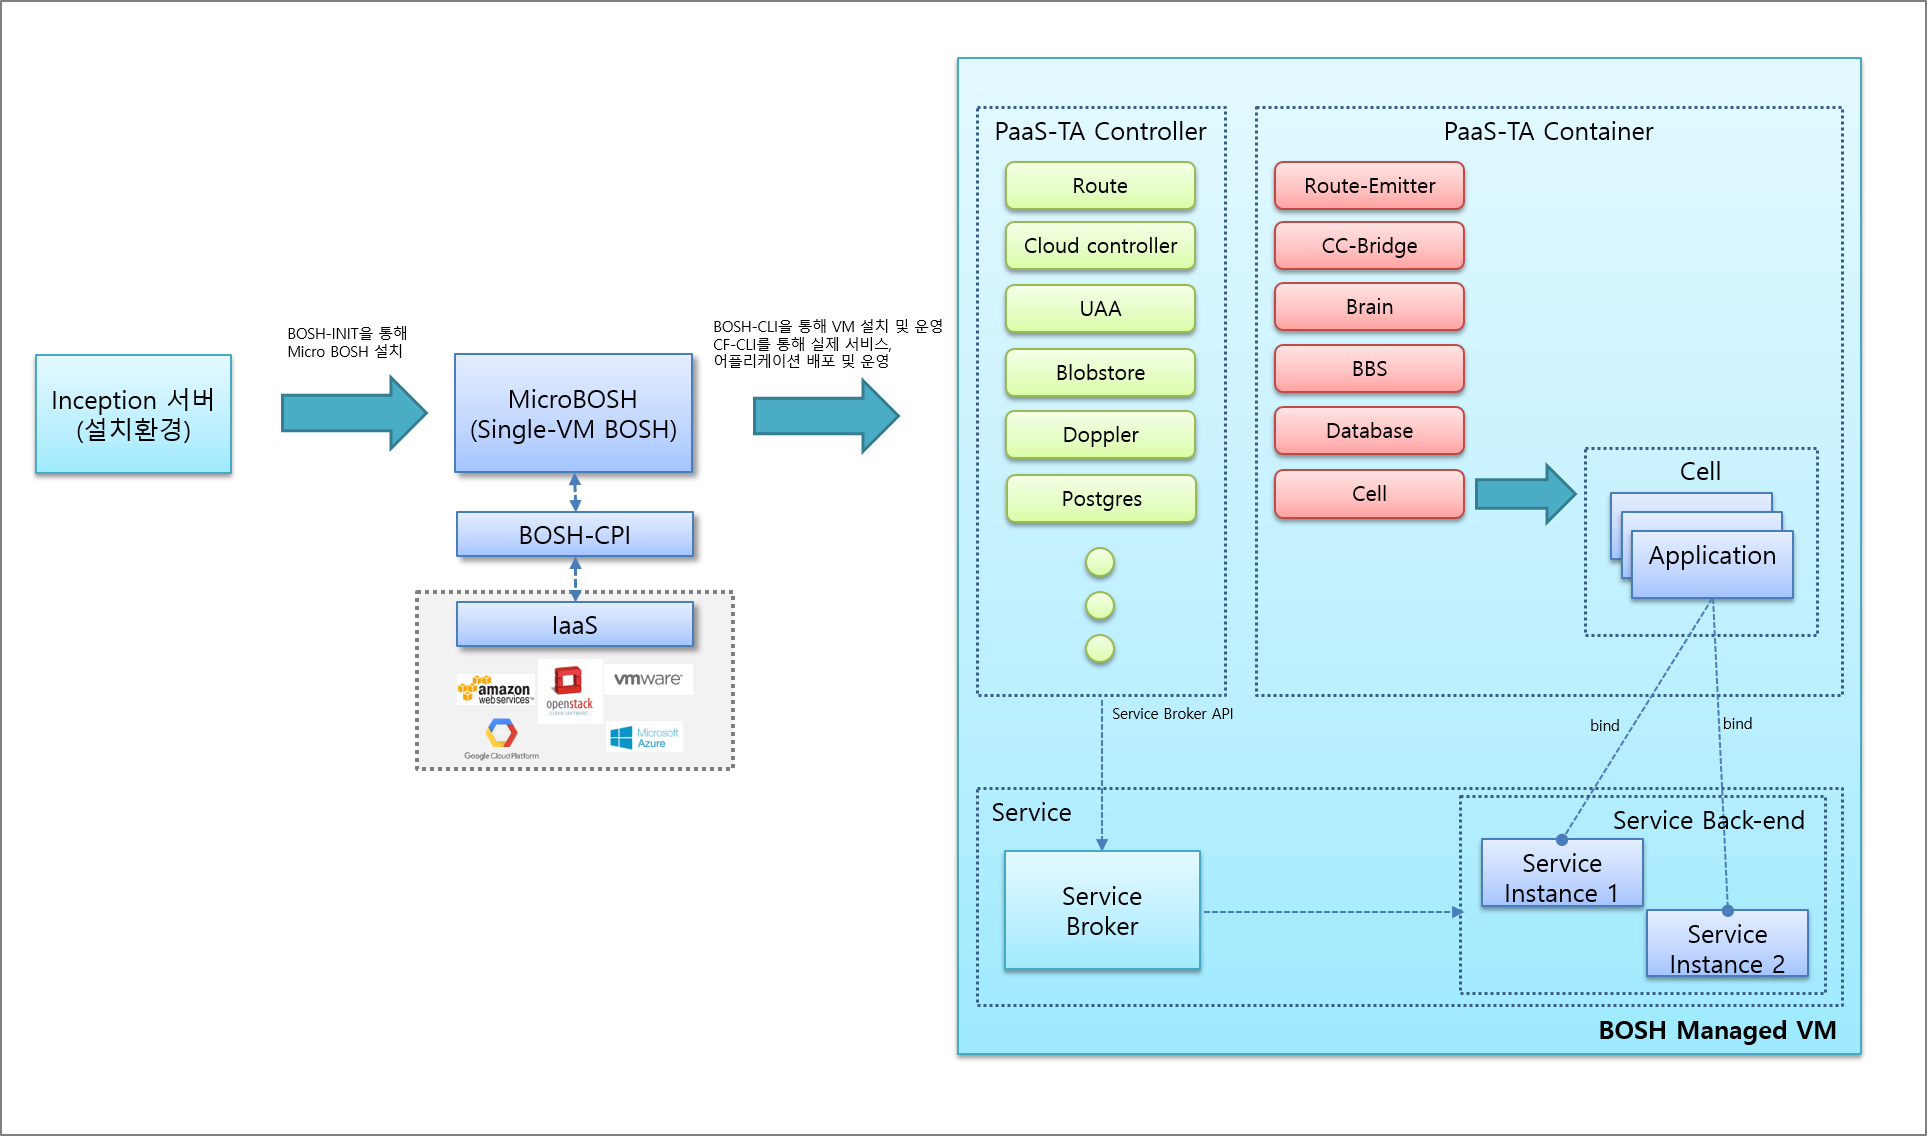 Inception 서버
(설치환경)
BOSH-INIT을 통해
Micro BOSH 설치
MicroBOSH
(Single-VM BOSH)
BOSH-CPI
IaaS
amazon
webservices™
openstack
CLOUD SOFTWARE
vmware®
Google Cloud Platform
Microsoft
Azure
BOSH-CLI을 통해 VM 설치 및 운영
CF-CLI를 통해 실제 서비스,
어플리케이션 배포 및 운영
PaaS-TA Controller
Route
Cloud controller
UAA
Blobstore
Doppler
Postgres
PaaS-TA Container
Route-Emitter
CC-Bridge
Brain
BBS
Database
Cell
Cell
Application
Service Broker API
bind
bind
Service
Service
Broker
Service Back-end
Service
Instance 1
Service
Instance 2
BOSH Managed VM